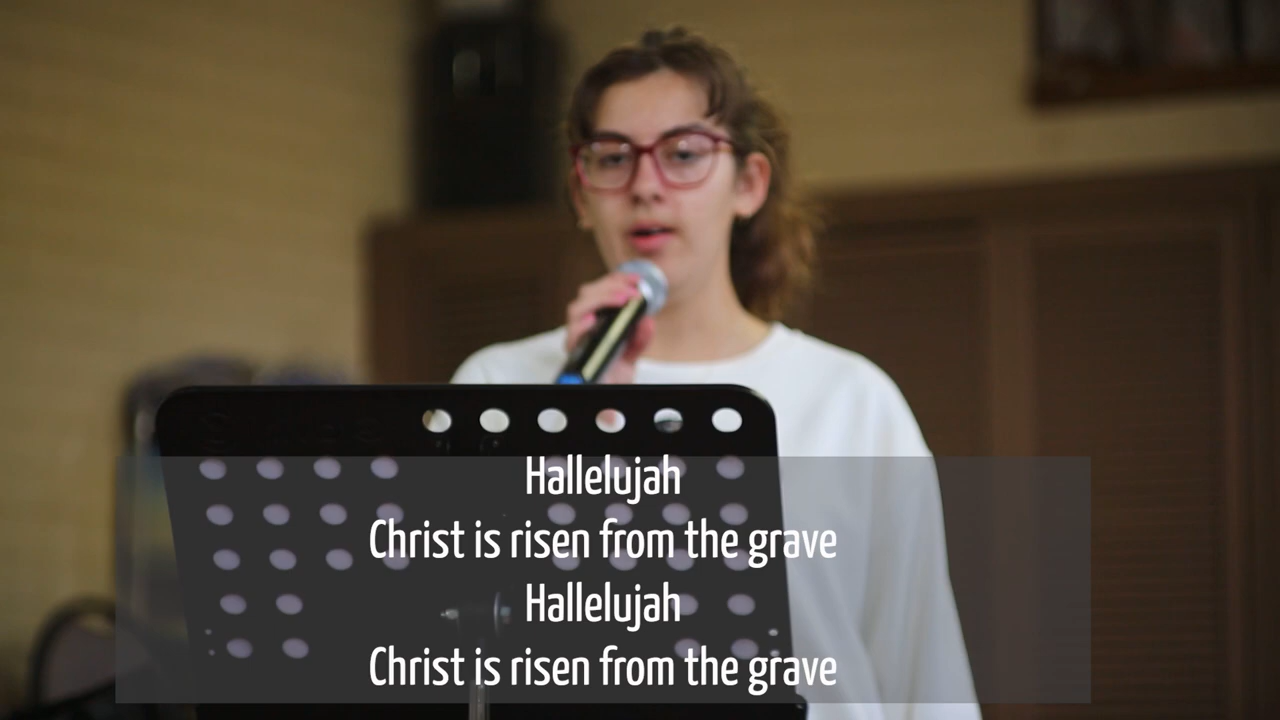 Hallelujah
Christ is risen from the grave
Hallelujah
Christ is risen from the grave